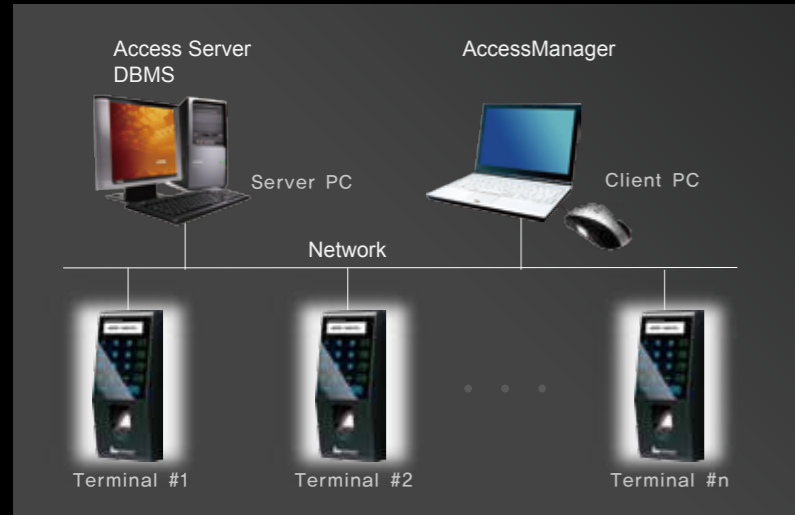 Access Server
DBMS
AccessManager
Server PC
Client PC
Network
Terminal #1
Terminal #2
Terminal #n